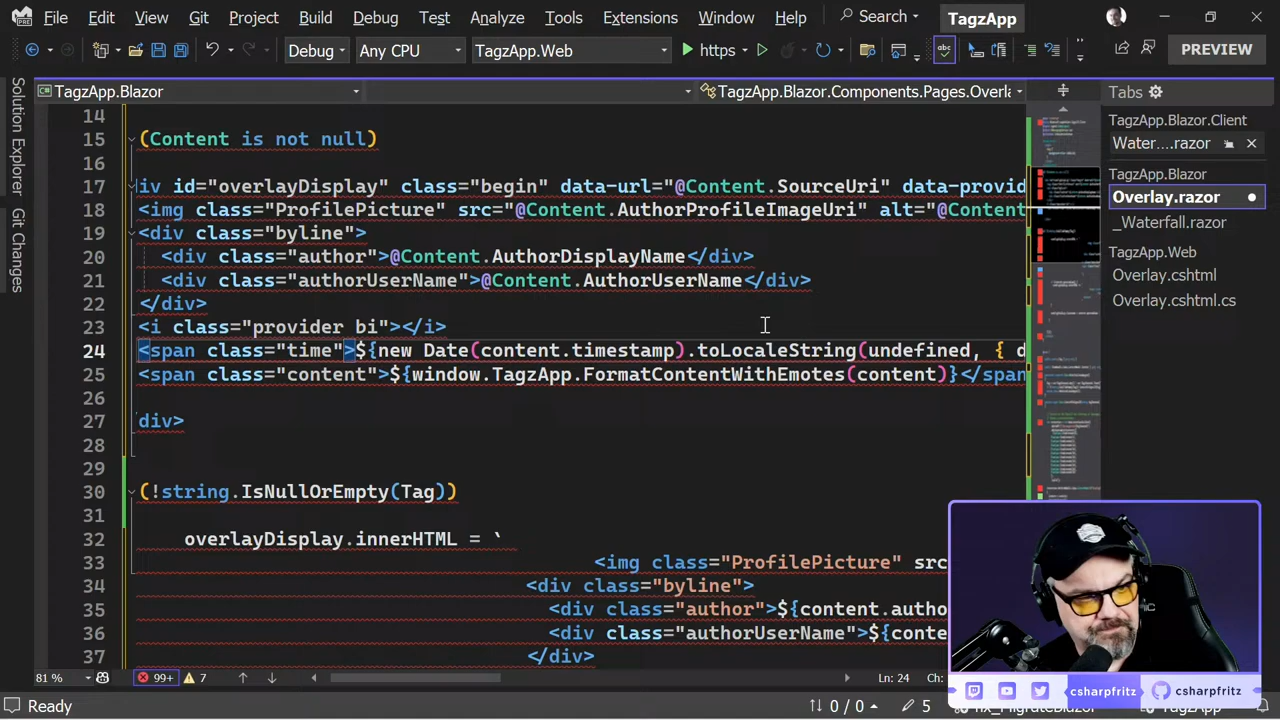 File Edit View Git Project Build Debug Test Analyze Tools Extensions Window Help Search TagzApp
PRE
Debug Any CPU TagzApp.Web https abc PREVIEW
Solution Explorer
Git Changes
TagzApp.Blazor TagzApp.Blazor.Components.Pages.Overla
Tabs
TagzApp.Blazor.Client
Water....razor
TagzApp.Blazor
Overlay.razor
_Waterfall.razor
TagzApp.Web
Overlay.cshtml
Overlay.cshtml.cs
14
15 (Content is not null)
16
17 iv id="overlayDisplay" class="begin" data-url="@Content.SourceUri" data-provid
18 <img class="ProfilePicture" src="@Content.AuthorProfileImageUri" alt="@Content
19 <div class="byline">
20 <div class="author">@Content.AuthorDisplayName</div>
21 <div class="authorUserName">@Content.AuthorUserName</div>
22 </div>
23 <i class="provider bi"></i>
24 <span class="time">${new Date(content.timestamp).toLocaleString(undefined, { d
25 <span class="content">${window.TagzApp.FormatContentWithEmotes(content)}</span
26
27 div>
28
29
30 (!string.IsNullOrEmpty(Tag))
31
32 overlayDisplay.innerHTML = `
33 <img class="ProfilePicture" src
34 <div class="byline">
35 <div class="author">${content.autho
36 <div class="authorUserName">${conte
37 </div>
81 % 99+ 7 Ln: 24
csharpfritz csharpfritz
Ready 0 / 0 5 TagzApp